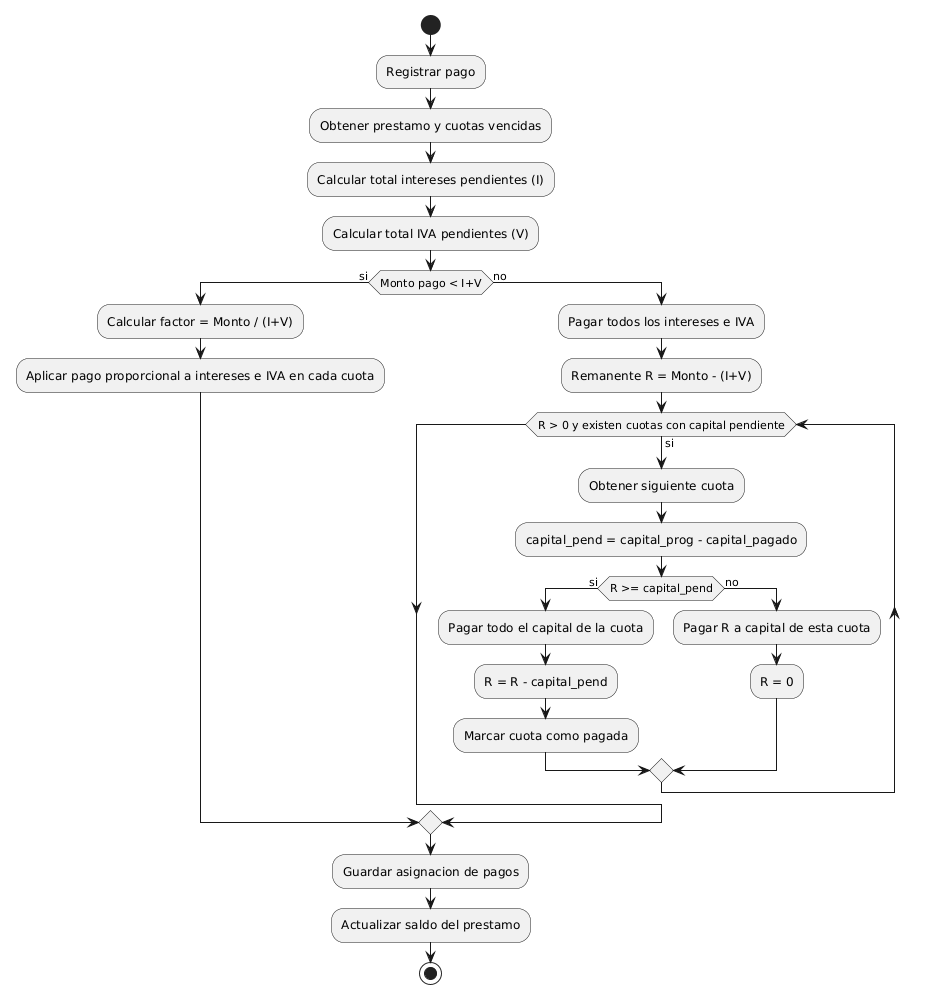 Registrar pago
Obtener prestamo y cuotas vencidas
Calcular total intereses pendientes (I)
Calcular total IVA pendientes (V)
si
Monto pago < I+V
no
Calcular factor = Monto / (I+V)
Aplicar pago proporcional a intereses e IVA en cada cuota
Pagar todos los intereses e IVA
Remanente R = Monto - (I+V)
R > 0 y existen cuotas con capital pendiente
si
Obtener siguiente cuota
capital_pend = capital_prog - capital_pagado
si
R >= capital_pend
no
Pagar todo el capital de la cuota
R = R - capital_pend
Marcar cuota como pagada
Pagar R a capital de esta cuota
R = 0
Guardar asignacion de pagos
Actualizar saldo del prestamo